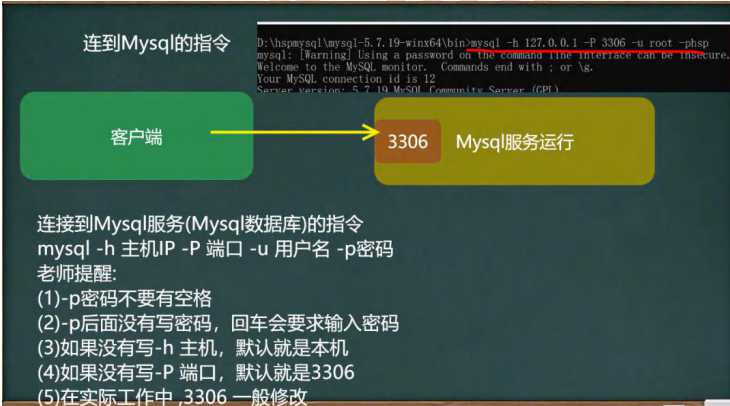 连到Mysql的指令
D:\hspmysql\mysql-5.7.19-winx64\bin>mysql -h 127.0.0.1 -P 3306 -u root -phsp
mysql: [Warning] Using a password on the command line interface can be insecure.
Welcome to the MySQL monitor.  Commands end with ; or \g.
Your MySQL connection id is 12
Server version: 5.7.19 MySQL Community Server (GPL)
客户端
3306
Mysql服务运行
连接到Mysql服务(Mysql数据库)的指令
mysql -h 主机IP -P 端口 -u 用户名 -p密码
老师提醒:
(1)-p密码不要有空格
(2)-p后面没有写密码，回车会要求输入密码
(3)如果没有写-h 主机，默认就是本机
(4)如果没有写-P 端口，默认就是3306
(5)在实际工作中 ,3306 一般修改